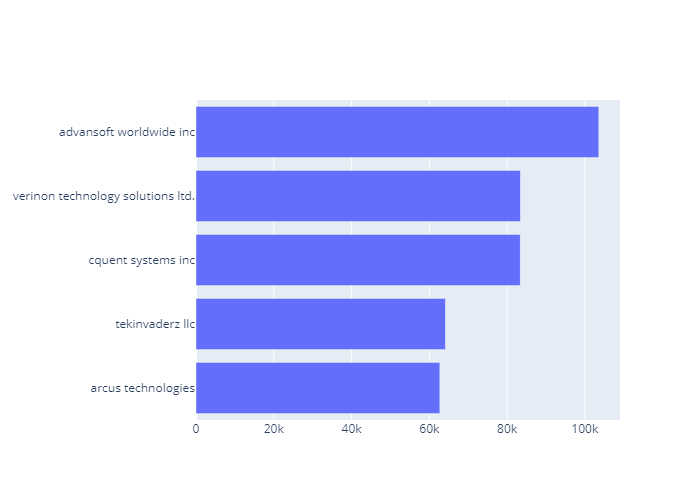 advansoft worldwide inc
verinon technology solutions ltd.
cquent systems inc
tekinvaderz llc
arcus technologies
0 20k 40k 60k 80k 100k